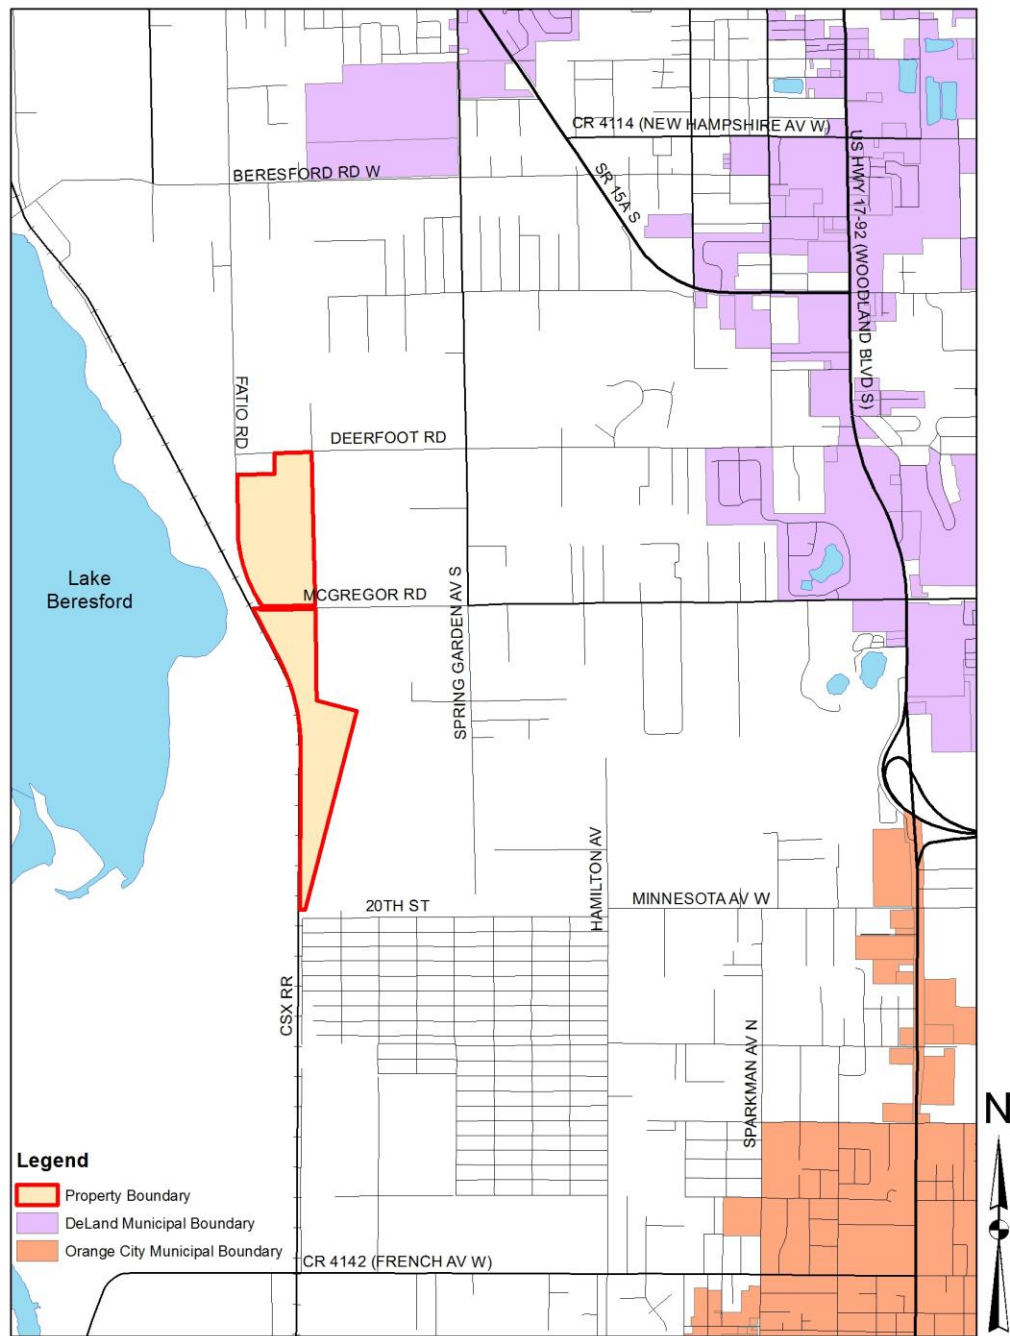 CR 4114 (NEW HAMPSHIRE AV W)
US HWY 17-92 (WOODLAND BLVD S)
BERESFORD RD W
SR 15A S
FATIO RD
DEERFOOT RD
Lake
Beresford
MCGREGOR RD
SPRING GARDEN AV S
HAMILTON AV
MINNESOTA AV W
20TH ST
CSX RR
SPARKMAN AV N
N
Legend
Property Boundary
DeLand Municipal Boundary
Orange City Municipal Boundary
CR 4142 (FRENCH AV W)